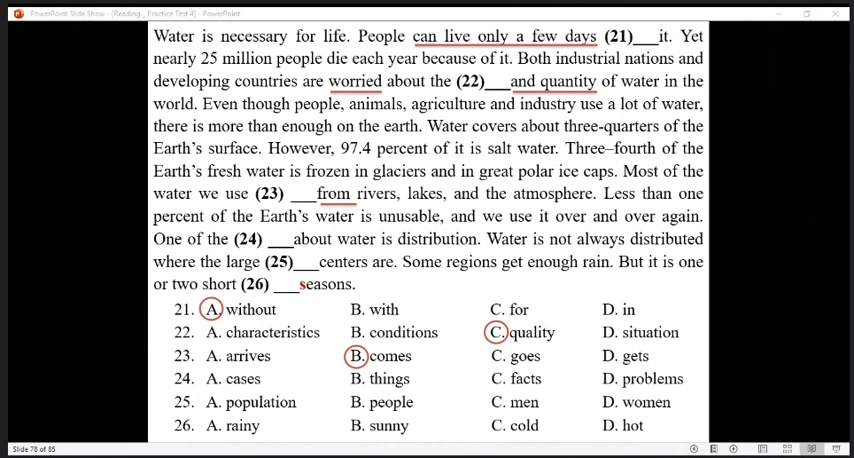 PowerPoint Slide Show - [Reading _ Practice Test 4] - PowerPoint
Water is necessary for life. People can live only a few days (21)___it. Yet
nearly 25 million people die each year because of it. Both industrial nations and
developing countries are worried about the (22)___and quantity of water in the
world. Even though people, animals, agriculture and industry use a lot of water,
there is more than enough on the earth. Water covers about three-quarters of the
Earth's surface. However, 97.4 percent of it is salt water. Three–fourth of the
Earth's fresh water is frozen in glaciers and in great polar ice caps. Most of the
water we use (23) ___from rivers, lakes, and the atmosphere. Less than one
percent of the Earth's water is unusable, and we use it over and over again.
One of the (24) ___about water is distribution. Water is not always distributed
where the large (25)___centers are. Some regions get enough rain. But it is one
or two short (26) ___seasons.
21. A. without B. with C. for D. in
22. A. characteristics B. conditions C. quality D. situation
23. A. arrives B. comes C. goes D. gets
24. A. cases B. things C. facts D. problems
25. A. population B. people C. men D. women
26. A. rainy B. sunny C. cold D. hot
Slide 78 of 85